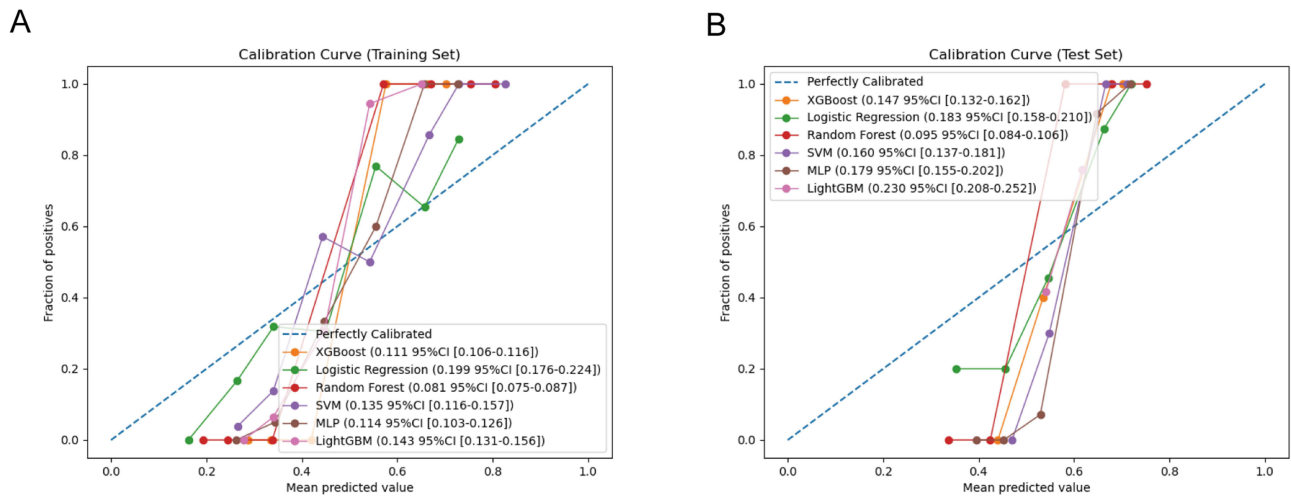 A
Calibration Curve (Training Set)
1.0
0.8
0.6
0.4
0.2
0.0
Fraction of positives
Perfectly Calibrated
XGBoost (0.111 95%CI [0.106-0.116])
Logistic Regression (0.199 95%CI [0.176-0.224])
Random Forest (0.081 95%CI [0.075-0.087])
SVM (0.135 95%CI [0.116-0.157])
MLP (0.114 95%CI [0.103-0.126])
LightGBM (0.143 95%CI [0.131-0.156])
0.0 0.2 0.4 0.6 0.8 1.0
Mean predicted value
B
Calibration Curve (Test Set)
1.0
0.8
0.6
0.4
0.2
0.0
Fraction of positives
Perfectly Calibrated
XGBoost (0.147 95%CI [0.132-0.162])
Logistic Regression (0.183 95%CI [0.158-0.210])
Random Forest (0.095 95%CI [0.084-0.106])
SVM (0.160 95%CI [0.137-0.181])
MLP (0.179 95%CI [0.155-0.202])
LightGBM (0.230 95%CI [0.208-0.252])
0.0 0.2 0.4 0.6 0.8 1.0
Mean predicted value